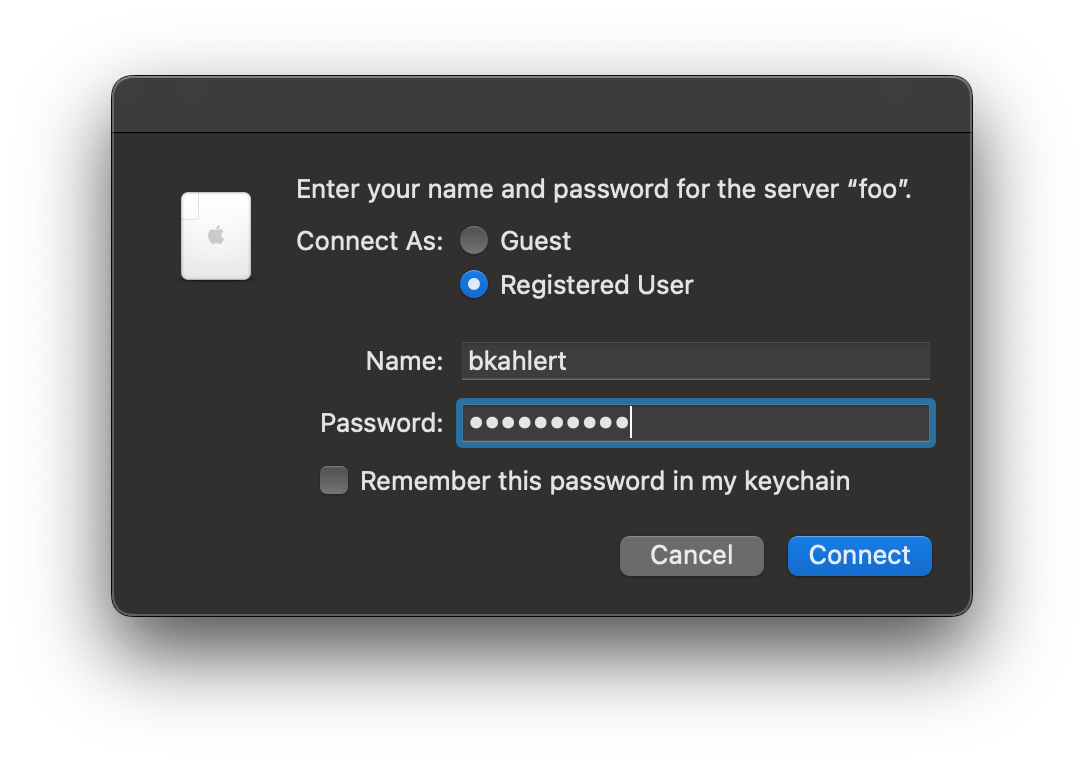 Enter your name and password for the server “foo”.
Connect As: Guest
Registered User
Name: bkahlert
Password: ••••••••••
Remember this password in my keychain
Cancel Connect